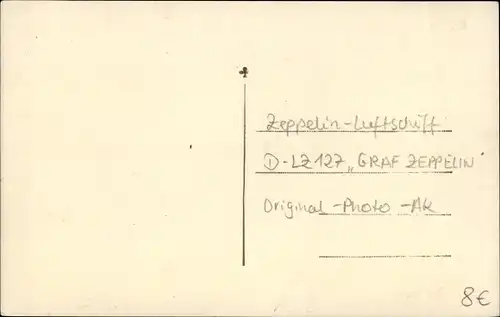 Zeppelin-Luftschiff
D-LZ127 „GRAF ZEPPELIN"
Original-Photo-AK
8€